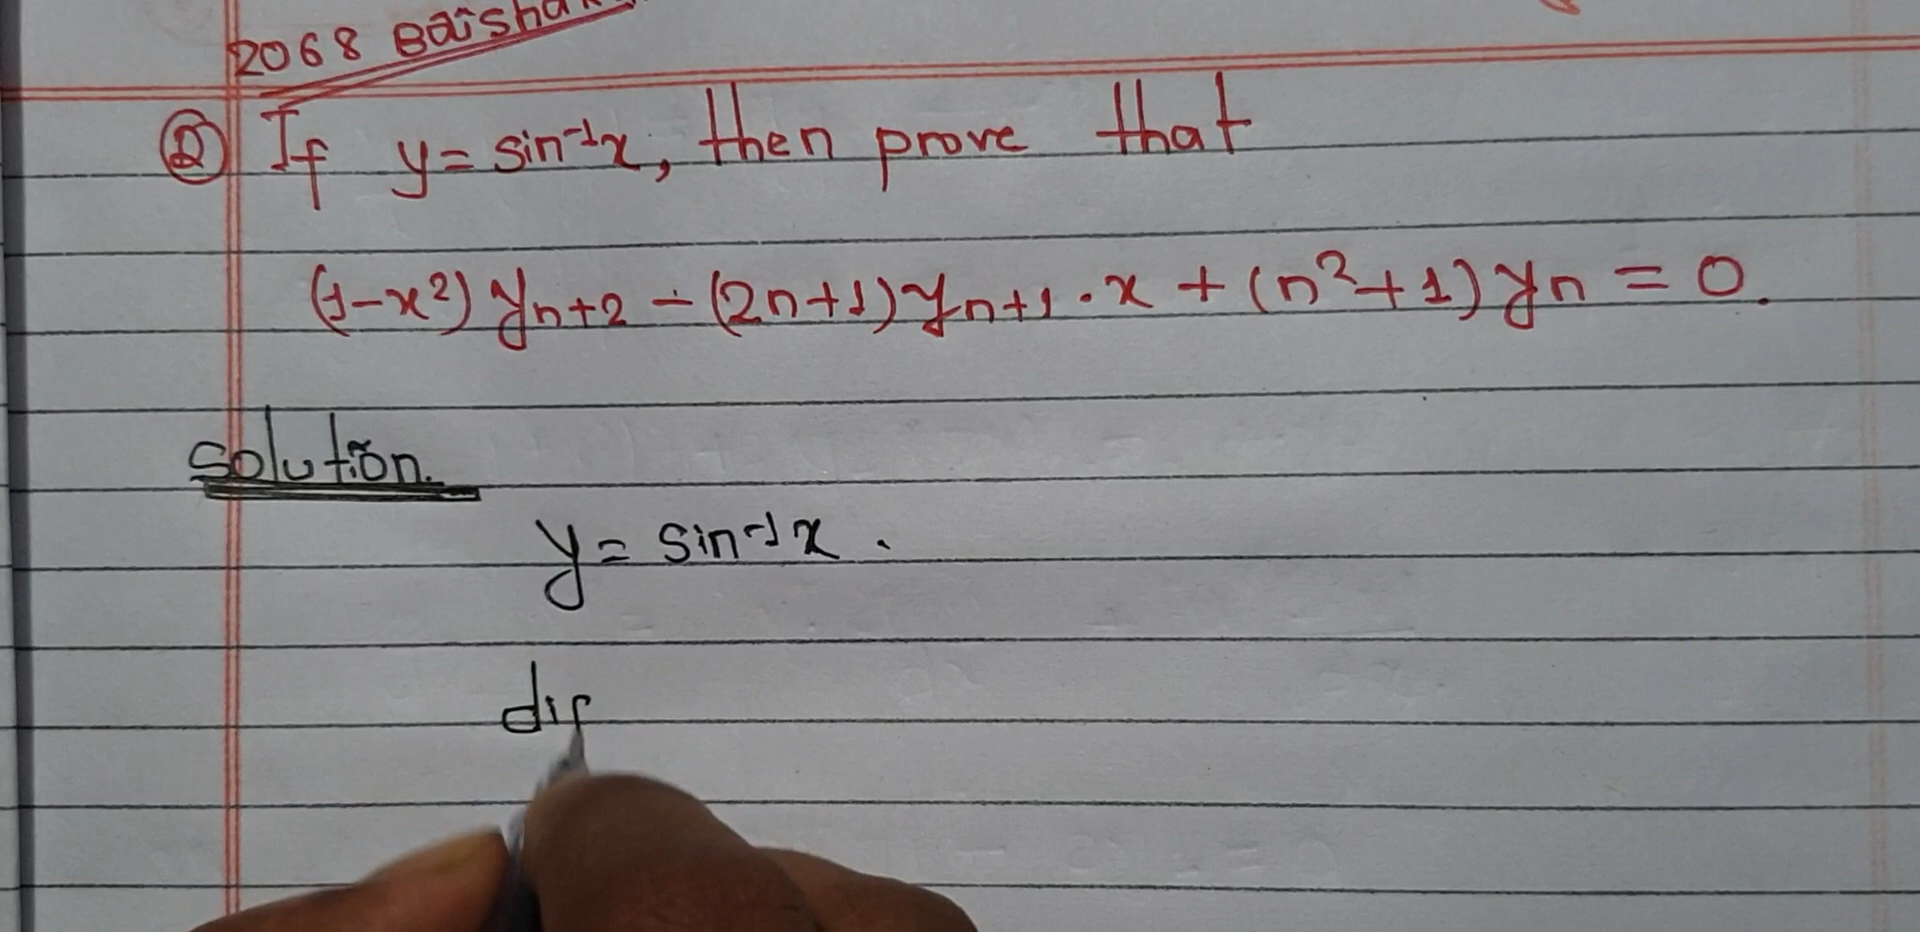 2068 Baisha
Q If y = sin⁻¹x, then prove that
(1-x²) yn+2 - (2n+1) yn+1 · x + (n²+1) yn = 0.
Solution.
y = sin⁻¹x .
dif